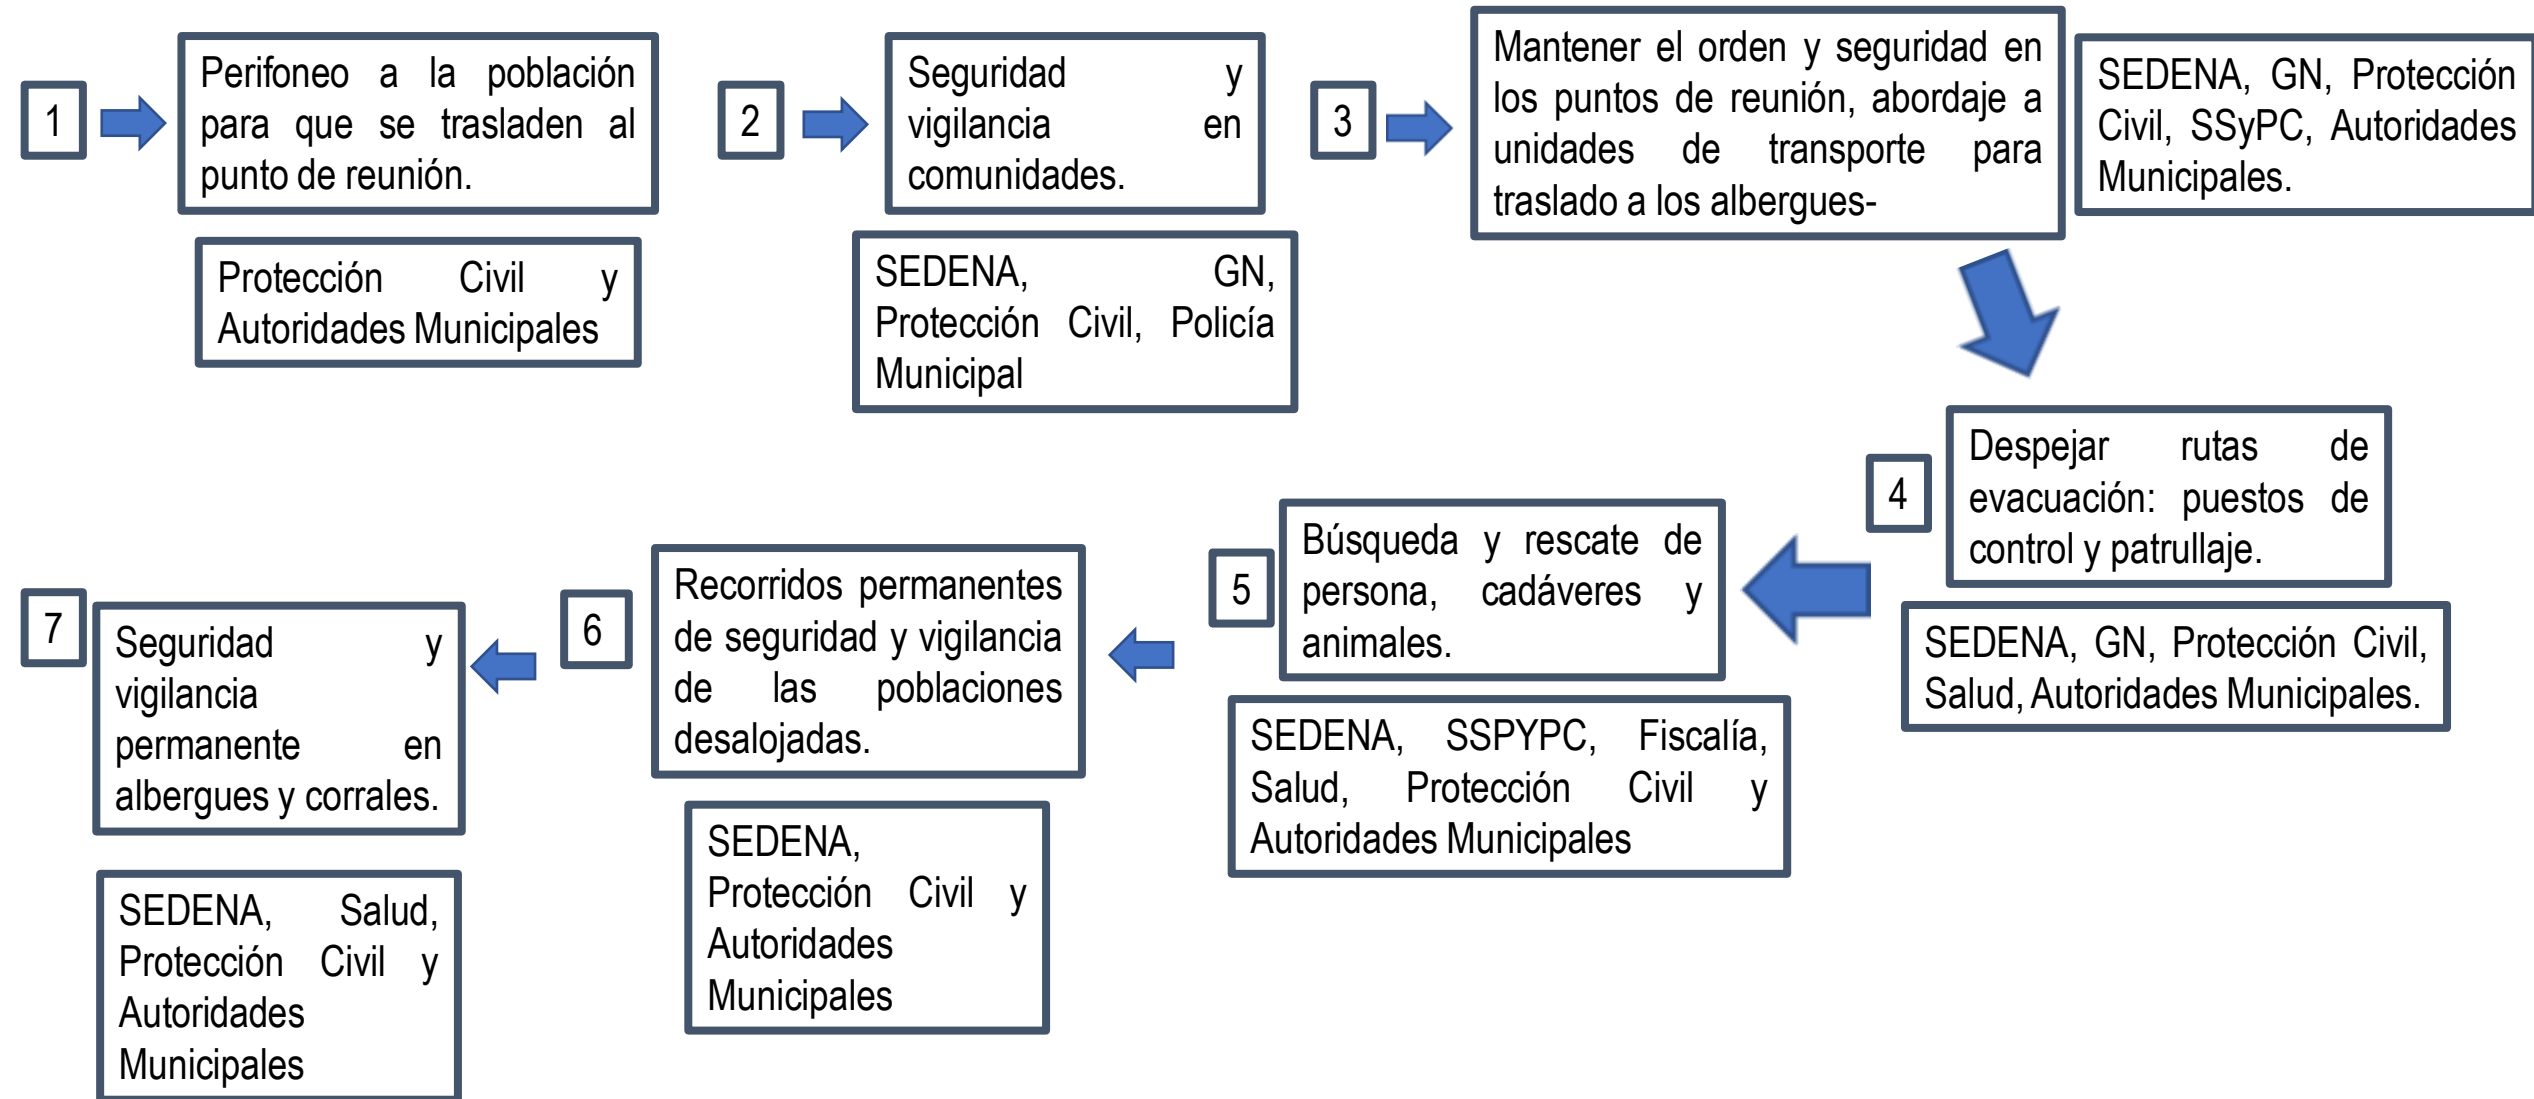 1
Perifoneo a la población
para que se trasladen al
punto de reunión.
Protección Civil y
Autoridades Municipales
2
Seguridad y
vigilancia en
comunidades.
SEDENA, GN,
Protección Civil, Policía
Municipal
3
Mantener el orden y seguridad en
los puntos de reunión, abordaje a
unidades de transporte para
traslado a los albergues-
SEDENA, GN, Protección
Civil, SSyPC, Autoridades
Municipales.
4
Despejar rutas de
evacuación: puestos de
control y patrullaje.
SEDENA, GN, Protección Civil,
Salud, Autoridades Municipales.
5
Búsqueda y rescate de
persona, cadáveres y
animales.
SEDENA, SSPYPC, Fiscalía,
Salud, Protección Civil y
Autoridades Municipales
6
Recorridos permanentes
de seguridad y vigilancia
de las poblaciones
desalojadas.
SEDENA,
Protección Civil y
Autoridades
Municipales
7
Seguridad y
vigilancia
permanente en
albergues y corrales.
SEDENA, Salud,
Protección Civil y
Autoridades
Municipales